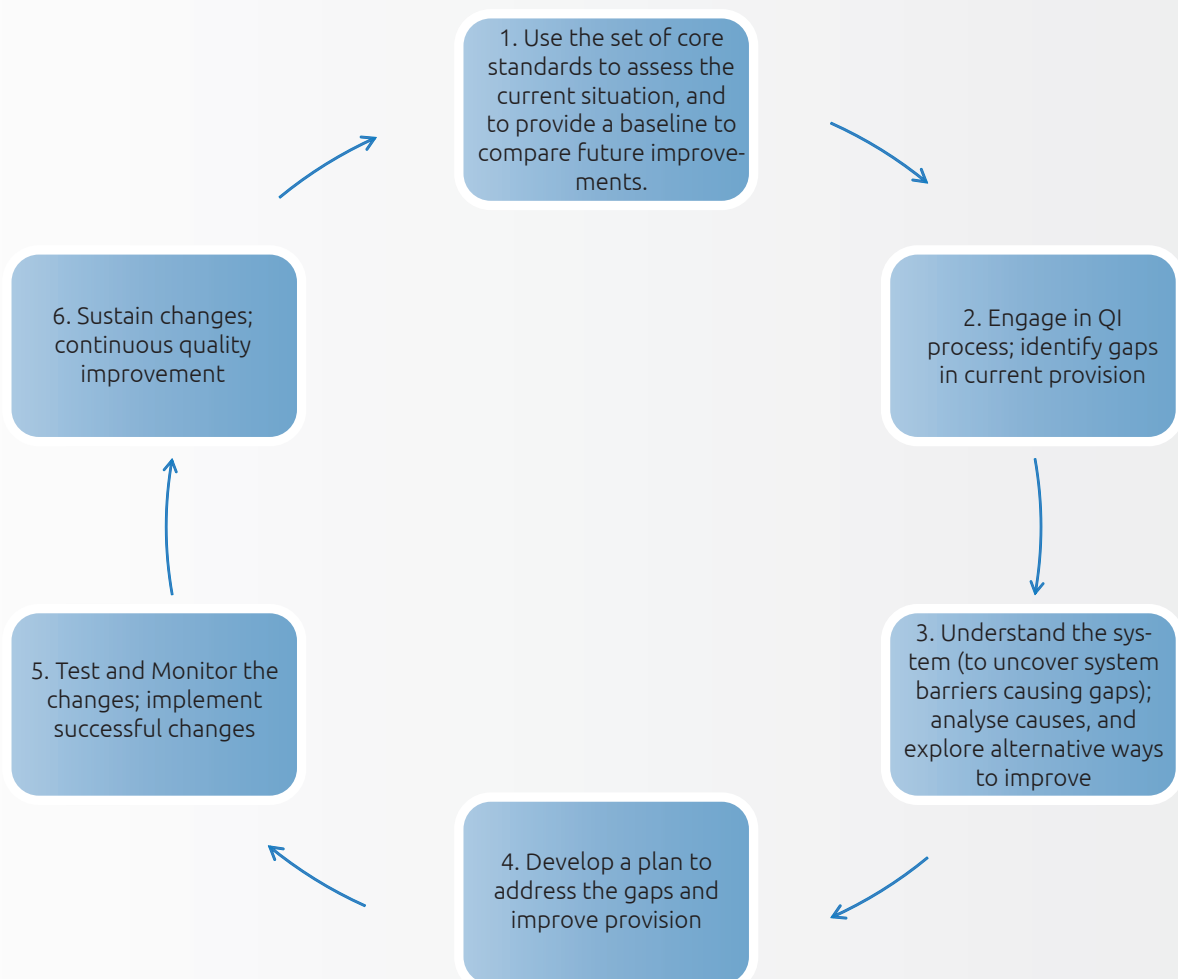 1. Use the set of core
standards to assess the
current situation, and
to provide a baseline to
compare future improve-
ments.
2. Engage in QI
process; identify gaps
in current provision
3. Understand the sys-
tem (to uncover system
barriers causing gaps);
analyse causes, and
explore alternative ways
to improve
4. Develop a plan to
address the gaps and
improve provision
5. Test and Monitor the
changes; implement
successful changes
6. Sustain changes;
continuous quality
improvement